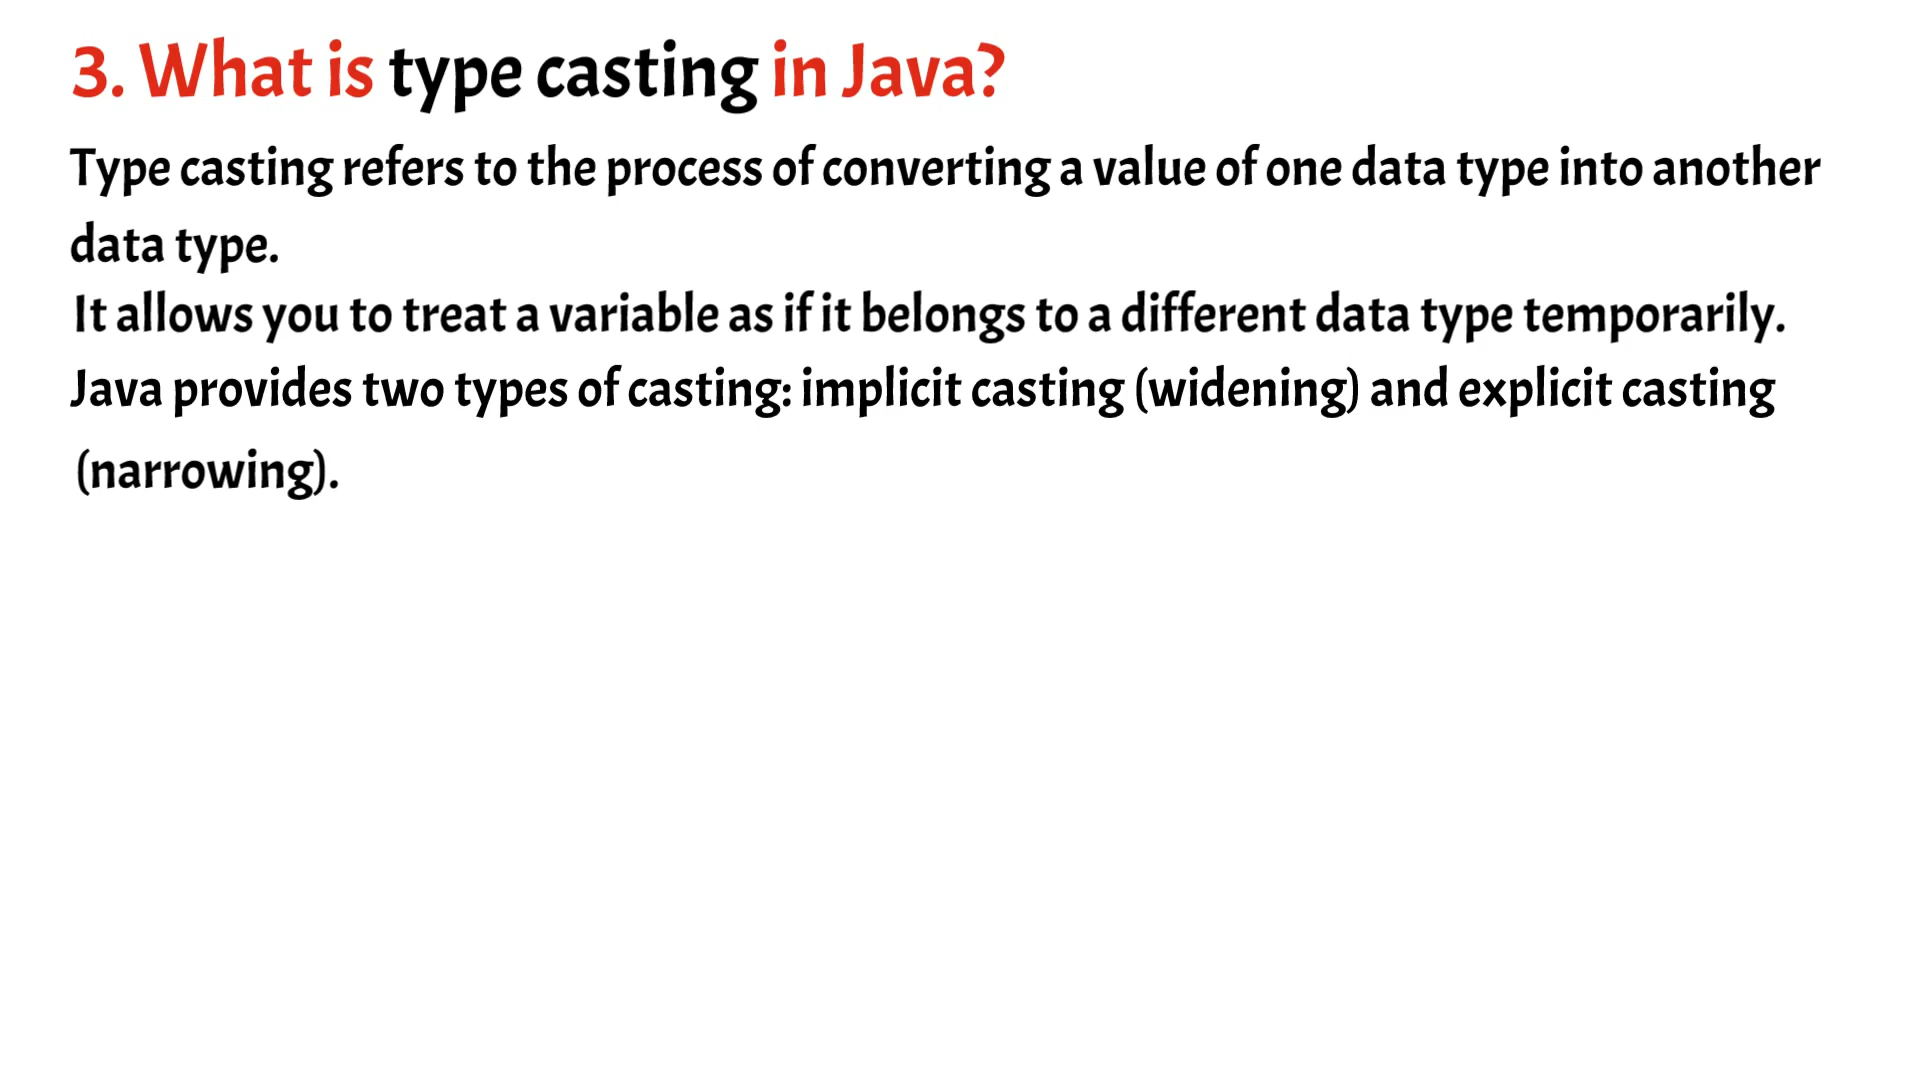 3. What is type casting in Java?
Type casting refers to the process of converting a value of one data type into another
data type.
It allows you to treat a variable as if it belongs to a different data type temporarily.
Java provides two types of casting: implicit casting (widening) and explicit casting
(narrowing).